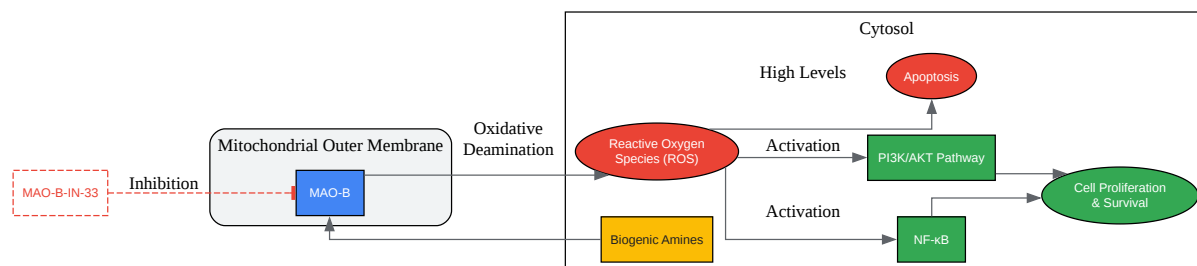 Cytosol
High Levels
Apoptosis
Oxidative
Deamination
Mitochondrial Outer Membrane
Reactive Oxygen
Species (ROS)
Activation
PI3K/AKT Pathway
MAO-B-IN-33
Inhibition
MAO-B
Cell Proliferation
& Survival
Activation
Biogenic Amines
NF-κB